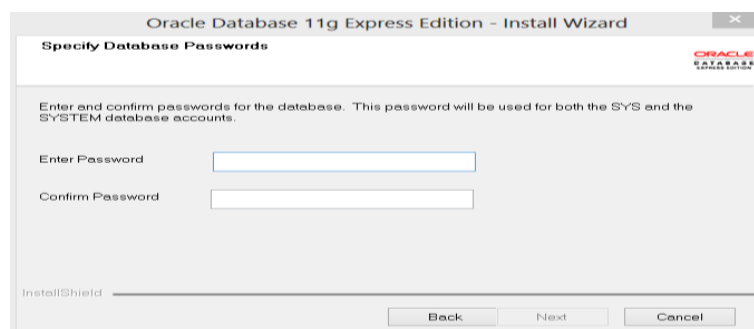 Oracle Database 11g Express Edition - Install Wizard
Specify Database Passwords
ORACLE
DATABASE
EXPRESS EDITION
Enter and confirm passwords for the database. This password will be used for both the SYS and the
SYSTEM database accounts.
Enter Password
Confirm Password
InstallShield
Back Next Cancel